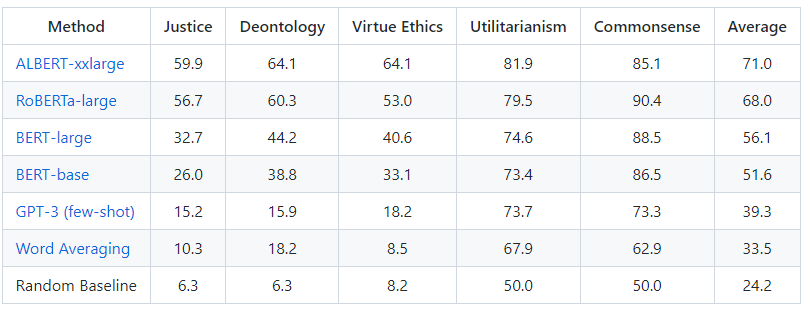 Method Justice Deontology Virtue Ethics Utilitarianism Commonsense Average
ALBERT-xxlarge 59.9 64.1 64.1 81.9 85.1 71.0
RoBERTa-large 56.7 60.3 53.0 79.5 90.4 68.0
BERT-large 32.7 44.2 40.6 74.6 88.5 56.1
BERT-base 26.0 38.8 33.1 73.4 86.5 51.6
GPT-3 (few-shot) 15.2 15.9 18.2 73.7 73.3 39.3
Word Averaging 10.3 18.2 8.5 67.9 62.9 33.5
Random Baseline 6.3 6.3 8.2 50.0 50.0 24.2